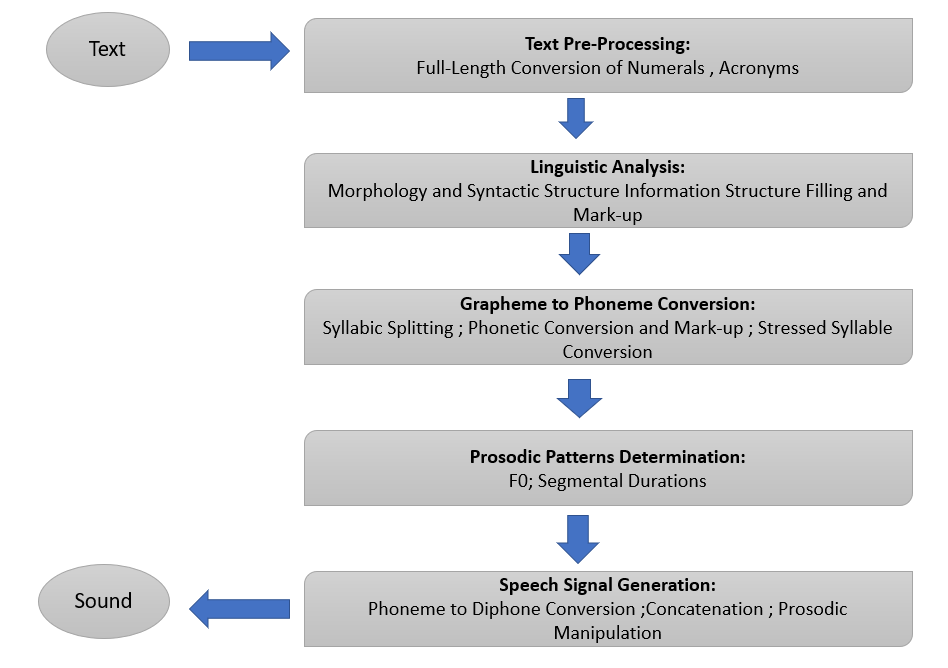 Text
Text Pre-Processing:
Full-Length Conversion of Numerals , Acronyms
Linguistic Analysis:
Morphology and Syntactic Structure Information Structure Filling and
Mark-up
Grapheme to Phoneme Conversion:
Syllabic Splitting ; Phonetic Conversion and Mark-up ; Stressed Syllable
Conversion
Prosodic Patterns Determination:
F0; Segmental Durations
Speech Signal Generation:
Phoneme to Diphone Conversion ;Concatenation ; Prosodic
Manipulation
Sound